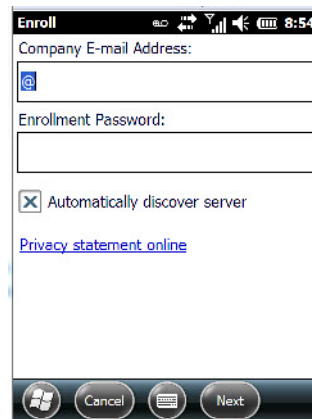 Enroll 8:54
Company E-mail Address:
@
Enrollment Password:
Automatically discover server
Privacy statement online
Cancel Next